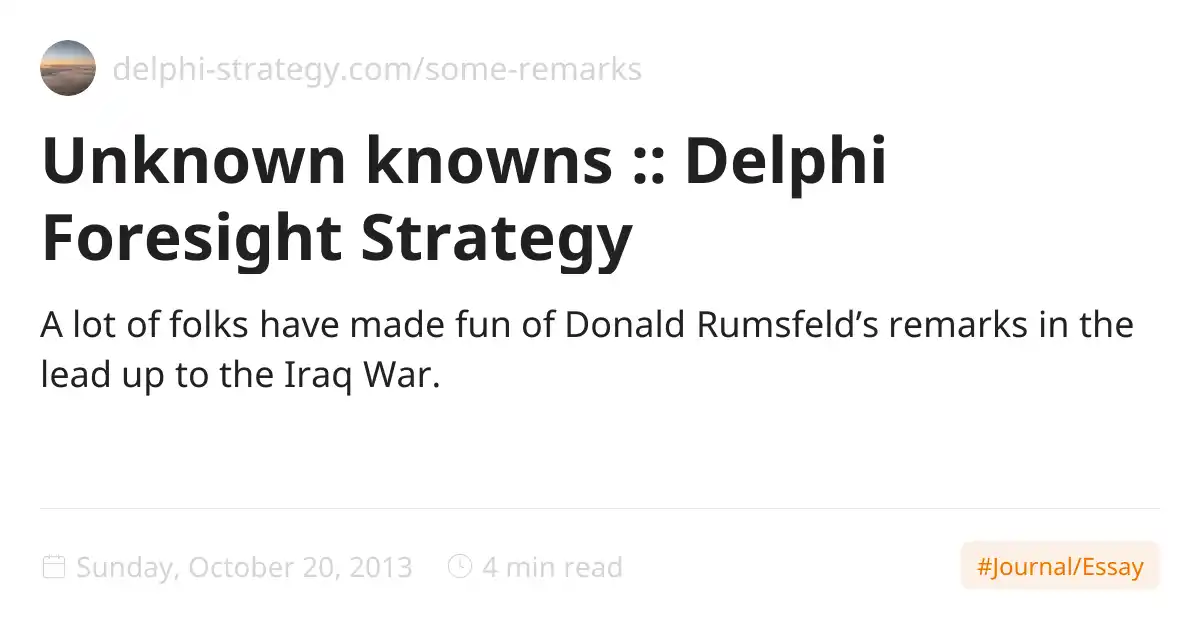 delphi-strategy.com/some-remarks
Unknown knowns :: Delphi
Foresight Strategy
A lot of folks have made fun of Donald Rumsfeld’s remarks in the
lead up to the Iraq War.
Sunday, October 20, 2013 4 min read #Journal/Essay